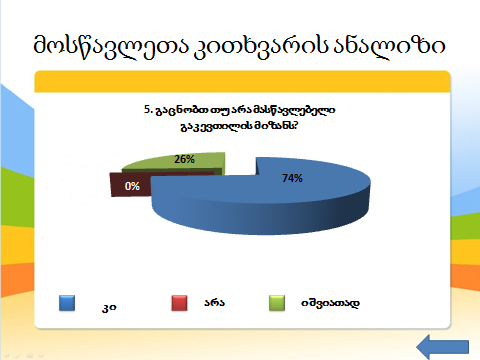 მოსწავლეთა კითხვარის ანალიზი
5. გაცნობთ თუ არა მასწავლებელი
გაკვეთილის მიზანს?
26%
74%
0%
კი
არა
იშვიათად